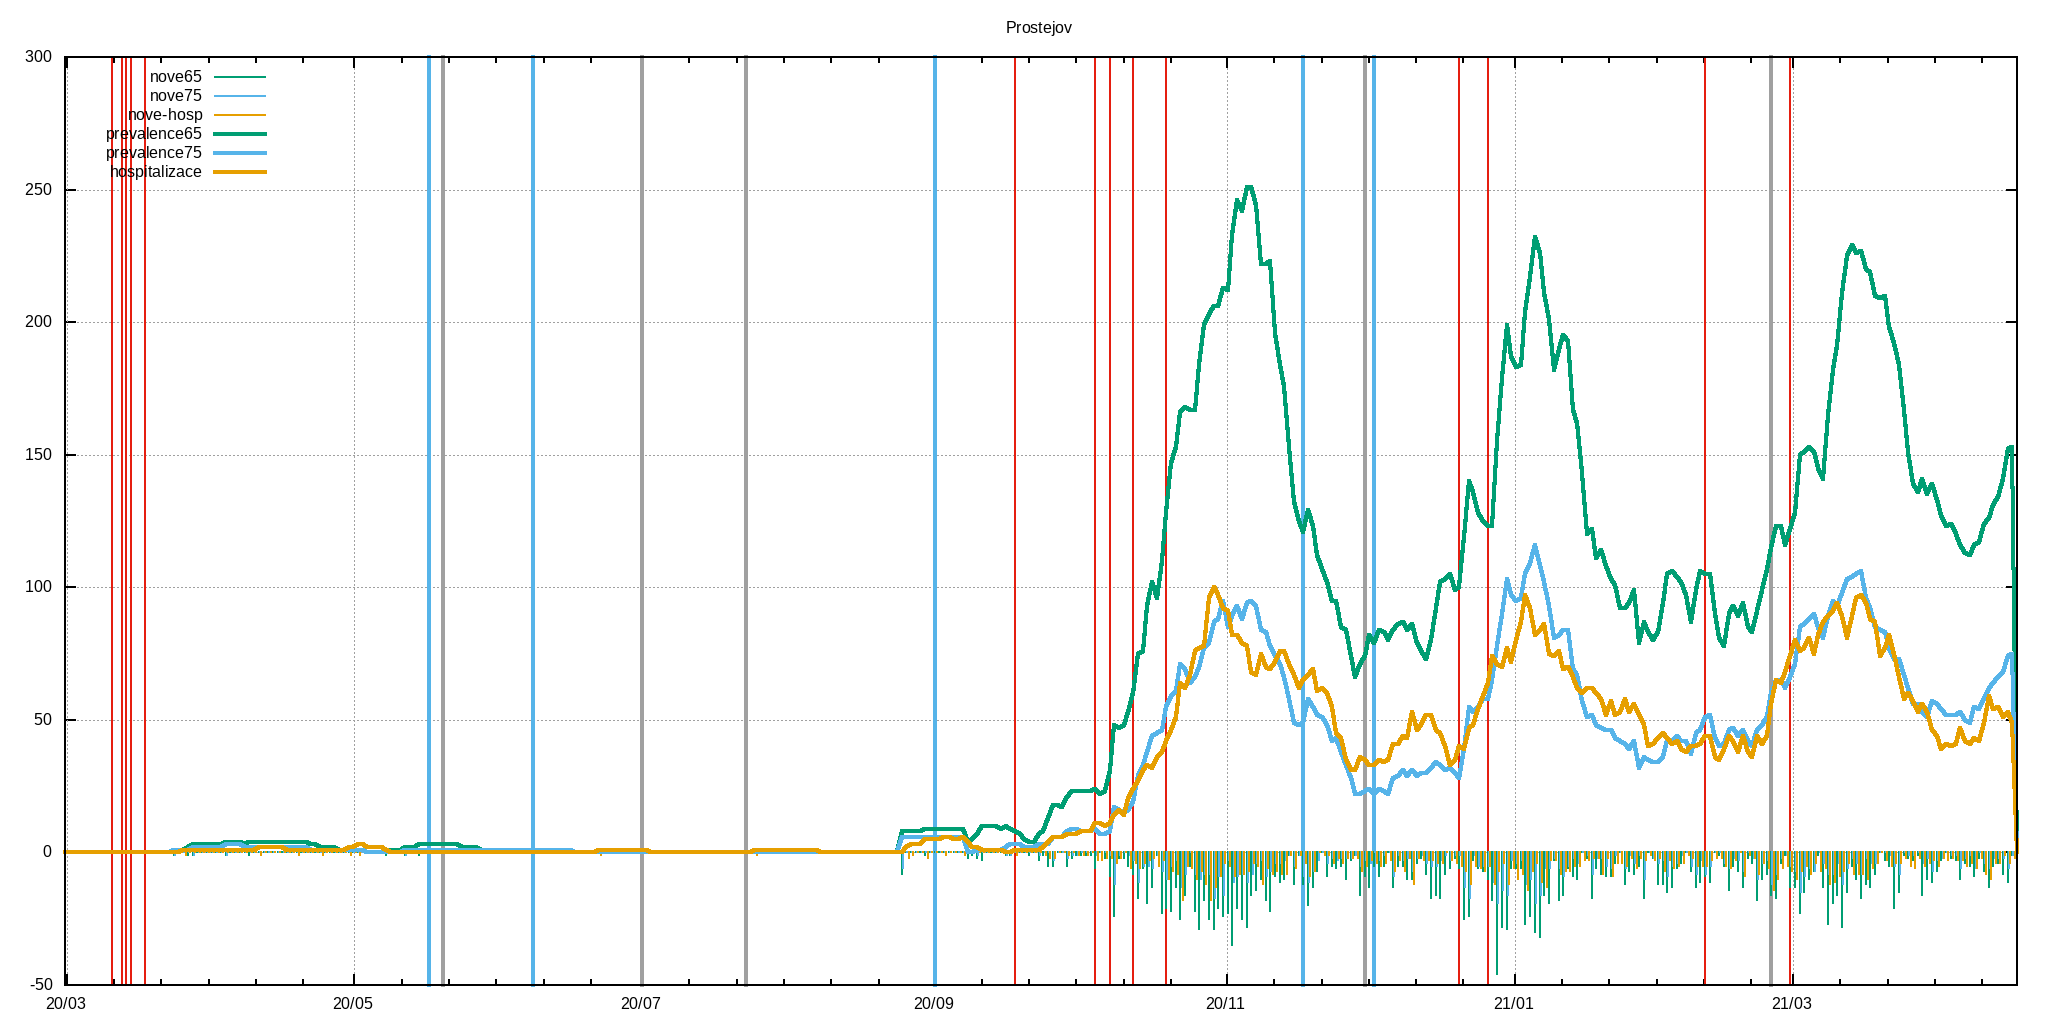 Prostejov
300
nove65
nove75
nove-hosp
prevalence65
prevalence75
hospitalizace
250
200
150
100
50
0
-50
20/03 20/05 20/07 20/09 20/11 21/01 21/03